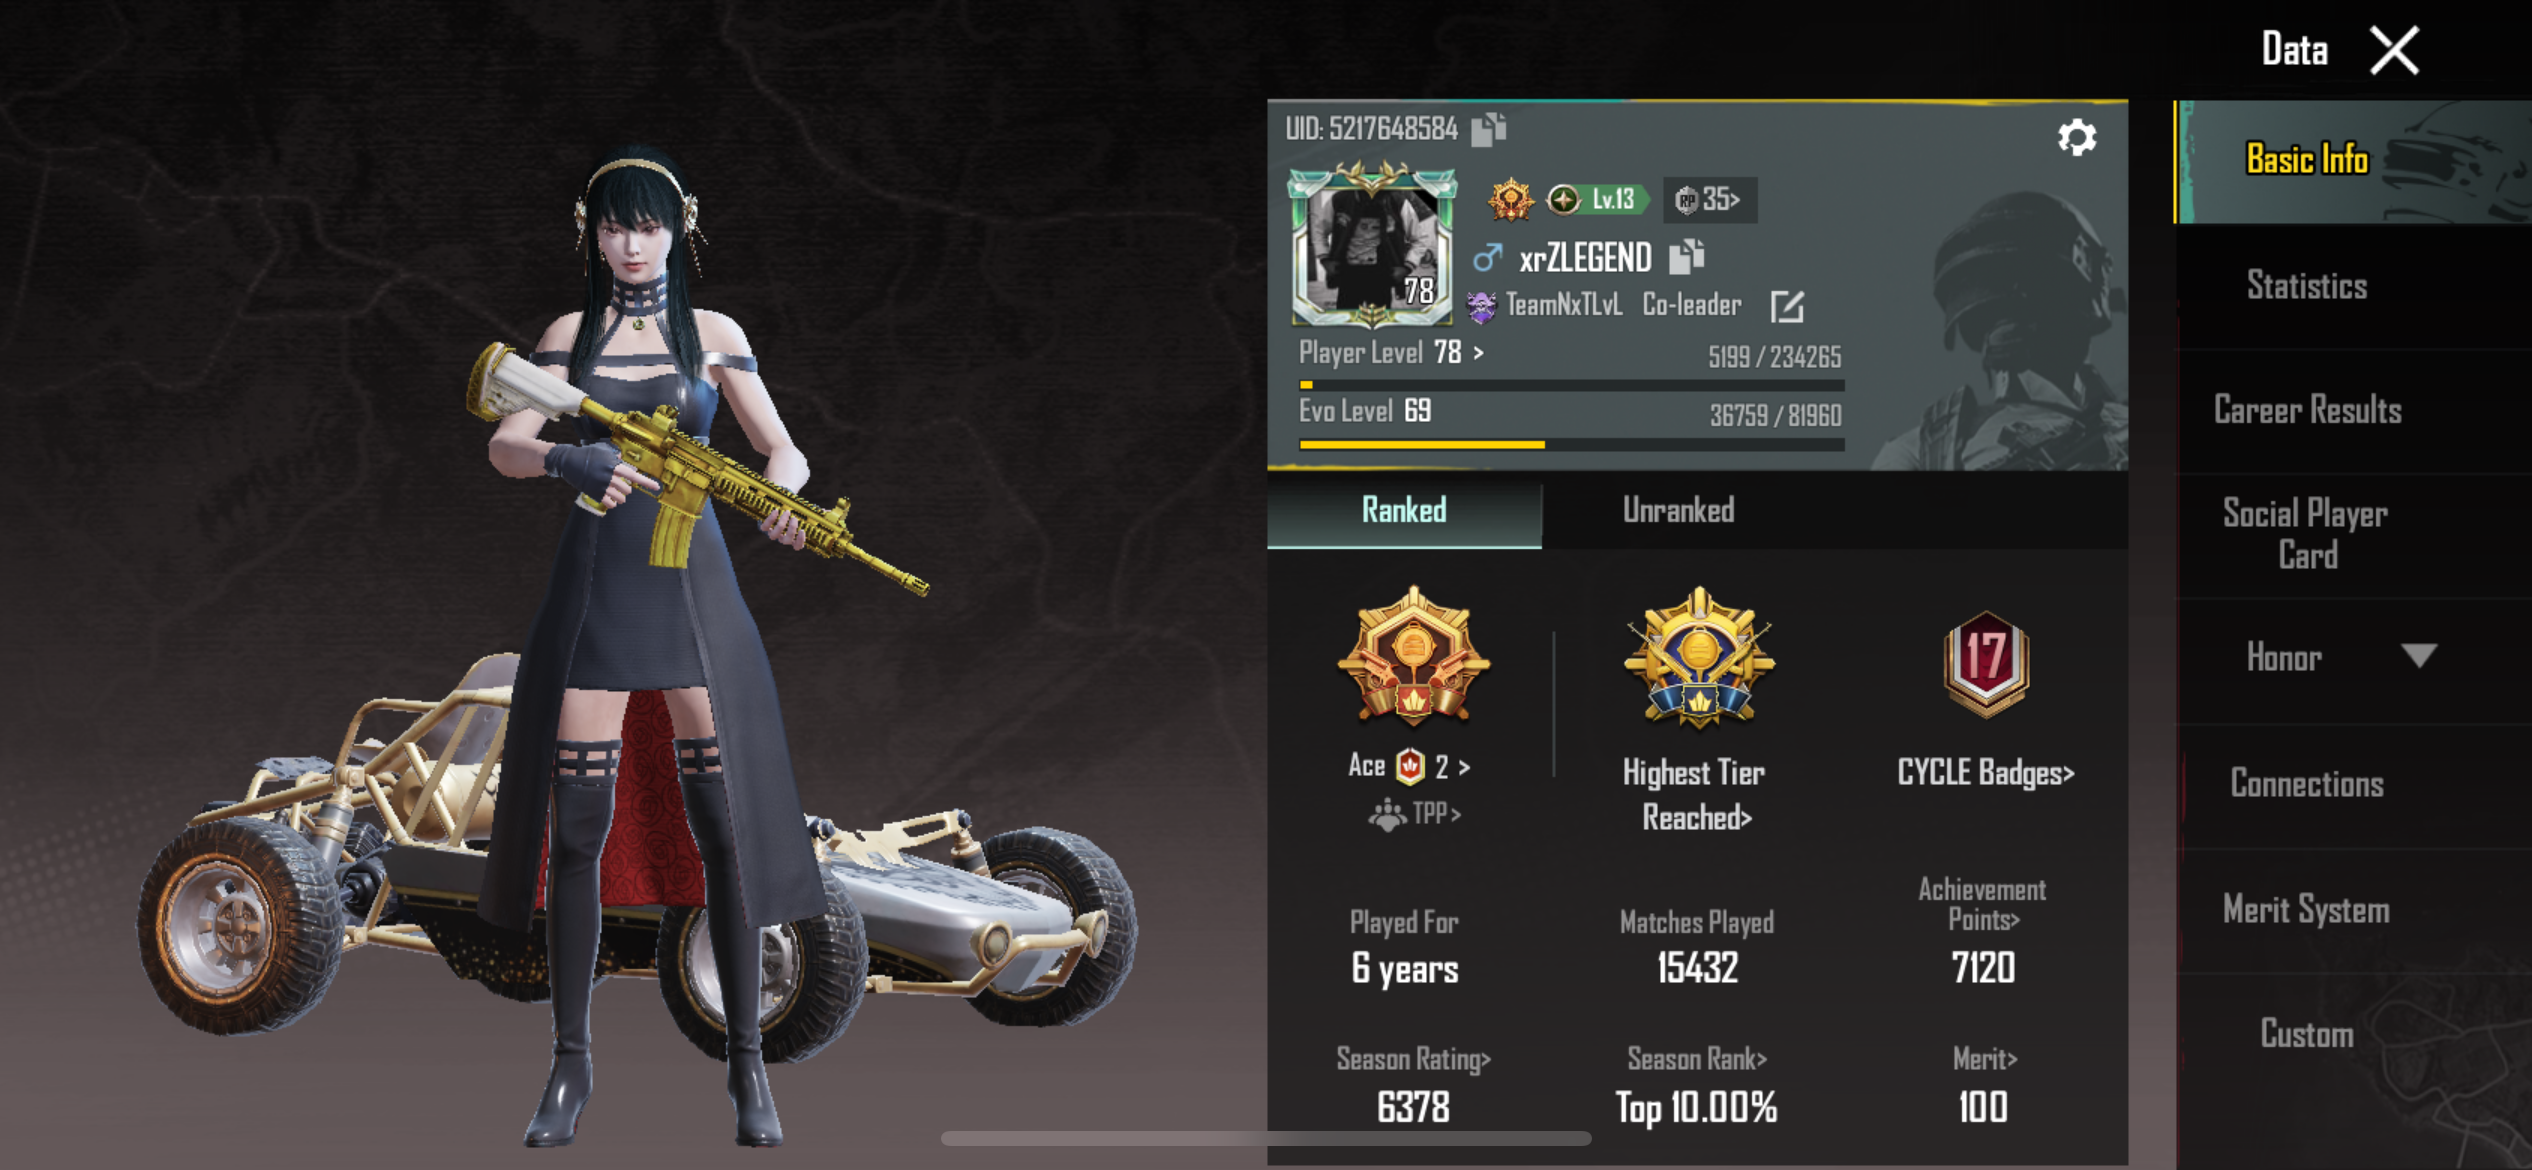 Data
UID: 5217648584
Lv.13
RP 35>
xrZLEGEND
78
TeamNxTLvL Co-leader
Player Level 78 > 5199 / 234265
Evo Level 69 36759 / 81960
Ranked Unranked
17
Ace 2 >
TPP>
Highest Tier
Reached>
CYCLE Badges>
Played For
6 years
Matches Played
15432
Achievement
Points>
7120
Season Rating>
6378
Season Rank>
Top 10.00%
Merit>
100
Basic Info
Statistics
Career Results
Social Player
Card
Honor
Connections
Merit System
Custom